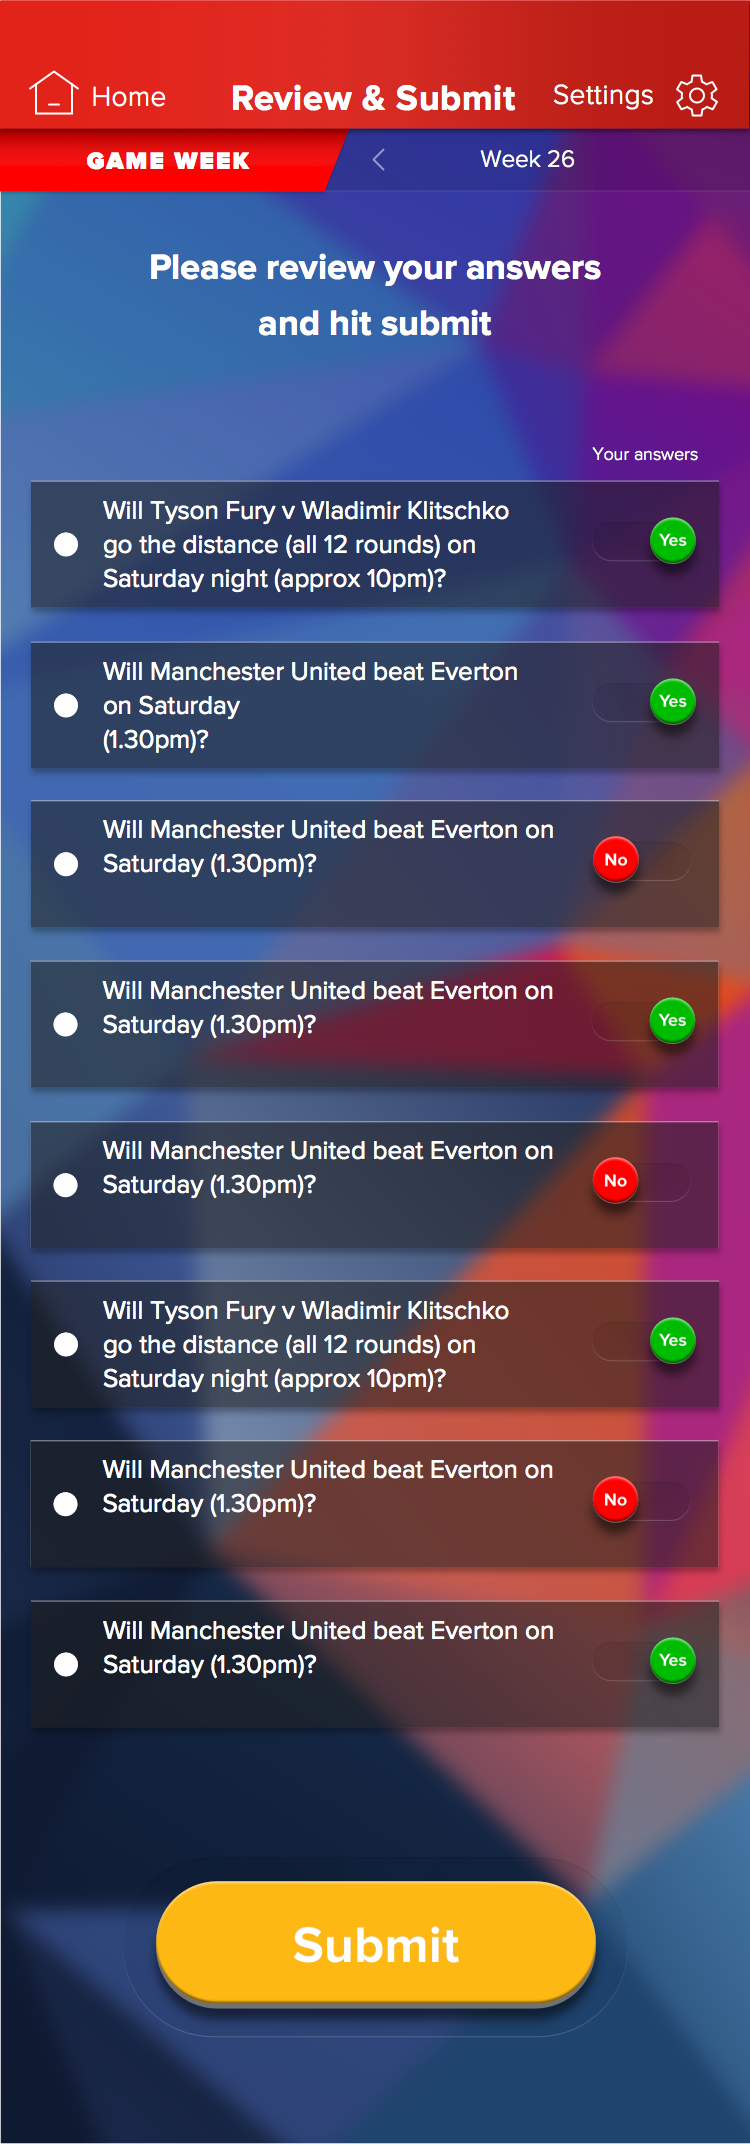 Home
Review & Submit
Settings
GAME WEEK
Week 26
Please review your answers
and hit submit
Your answers
Will Tyson Fury v Wladimir Klitschko
go the distance (all 12 rounds) on
Saturday night (approx 10pm)?
Yes
Will Manchester United beat Everton
on Saturday
(1.30pm)?
Yes
Will Manchester United beat Everton on
Saturday (1.30pm)?
No
Will Manchester United beat Everton on
Saturday (1.30pm)?
Yes
Will Manchester United beat Everton on
Saturday (1.30pm)?
No
Will Tyson Fury v Wladimir Klitschko
go the distance (all 12 rounds) on
Saturday night (approx 10pm)?
Yes
Will Manchester United beat Everton on
Saturday (1.30pm)?
No
Will Manchester United beat Everton on
Saturday (1.30pm)?
Yes
Submit